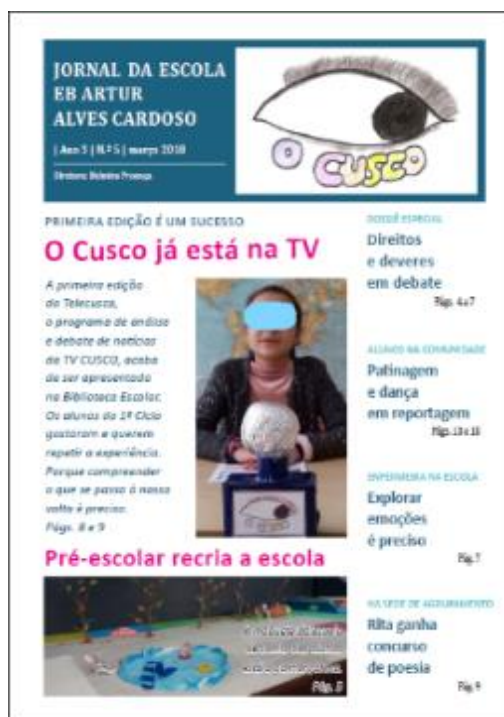 JORNAL DA ESCOLA
EB ARTUR
ALVES CARDOSO
| Ano 3 | N.º 5 | março 2018
O CUSCO
PRIMEIRA EDIÇÃO É UM SUCESSO
O Cusco já está na TV
A primeira edição
do Telecusco,
o programa de análise
e debate de notícias
da TV CUSCO, acaba
de ser apresentada
na Biblioteca Escolar.
Os alunos do 1º Ciclo
gostaram e querem
repetir a experiência.
Porque compreender
o que se passa à nossa
volta é preciso.
Págs. 8 e 9
O CUSCO
Pré-escolar recria a escola
Pág. 5
DOSSIÊ ESPECIAL
Direitos
e deveres
em debate
Págs. 4 a 7
ALUNOS NA COMUNIDADE
Patinagem
e dança
em reportagem
Págs.
ENFERMEIRA NA ESCOLA
Explorar
emoções
é preciso
Pág. 7
NA SEDE DE AGRUPAMENTO
Rita ganha
concurso
de poesia
Pág. 9